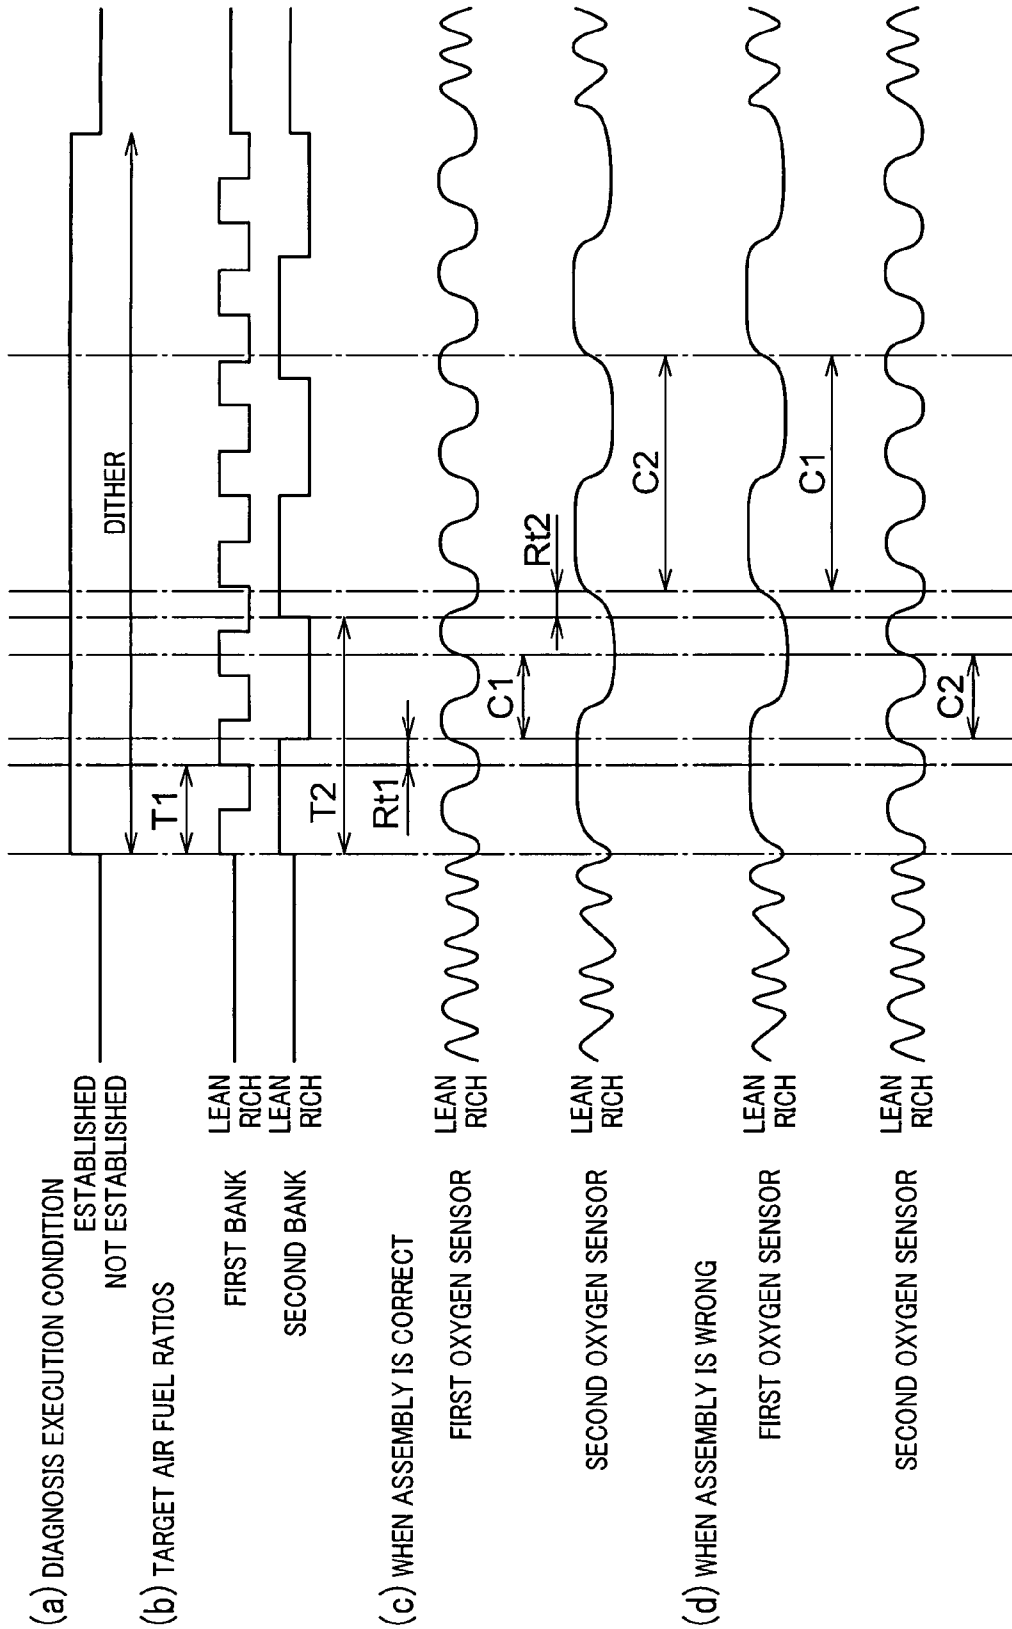 (a) DIAGNOSIS EXECUTION CONDITION
ESTABLISHED
NOT ESTABLISHED
DITHER
(b) TARGET AIR FUEL RATIOS
FIRST BANK
LEAN
RICH
T1
SECOND BANK
LEAN
RICH
T2
Rt1
(c) WHEN ASSEMBLY IS CORRECT
FIRST OXYGEN SENSOR
LEAN
RICH
C1
Rt2
SECOND OXYGEN SENSOR
LEAN
RICH
C2
(d) WHEN ASSEMBLY IS WRONG
FIRST OXYGEN SENSOR
LEAN
RICH
C1
SECOND OXYGEN SENSOR
LEAN
RICH
C2